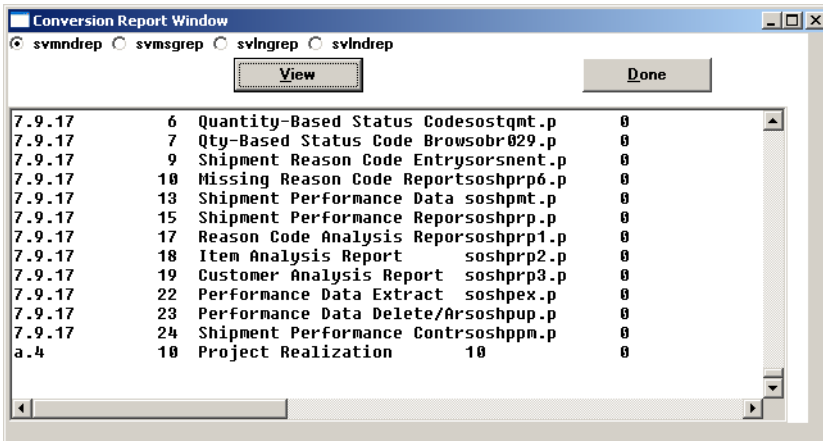 Conversion Report Window
svmndrep svmsgrep svlngrep svlndrep
View Done
7.9.17 6 Quantity-Based Status Codesostqmt.p 0
7.9.17 7 Qty-Based Status Code Browsobr029.p 0
7.9.17 9 Shipment Reason Code Entrysorsnent.p 0
7.9.17 10 Missing Reason Code Reportsoshprp6.p 0
7.9.17 13 Shipment Performance Data soshpmt.p 0
7.9.17 15 Shipment Performance Reporsoshprp.p 0
7.9.17 17 Reason Code Analysis Reporsoshprp1.p 0
7.9.17 18 Item Analysis Report soshprp2.p 0
7.9.17 19 Customer Analysis Report soshprp3.p 0
7.9.17 22 Performance Data Extract soshpex.p 0
7.9.17 23 Performance Data Delete/Arsoshpup.p 0
7.9.17 24 Shipment Performance Contrsoshppm.p 0
a.4 10 Project Realization 10 0